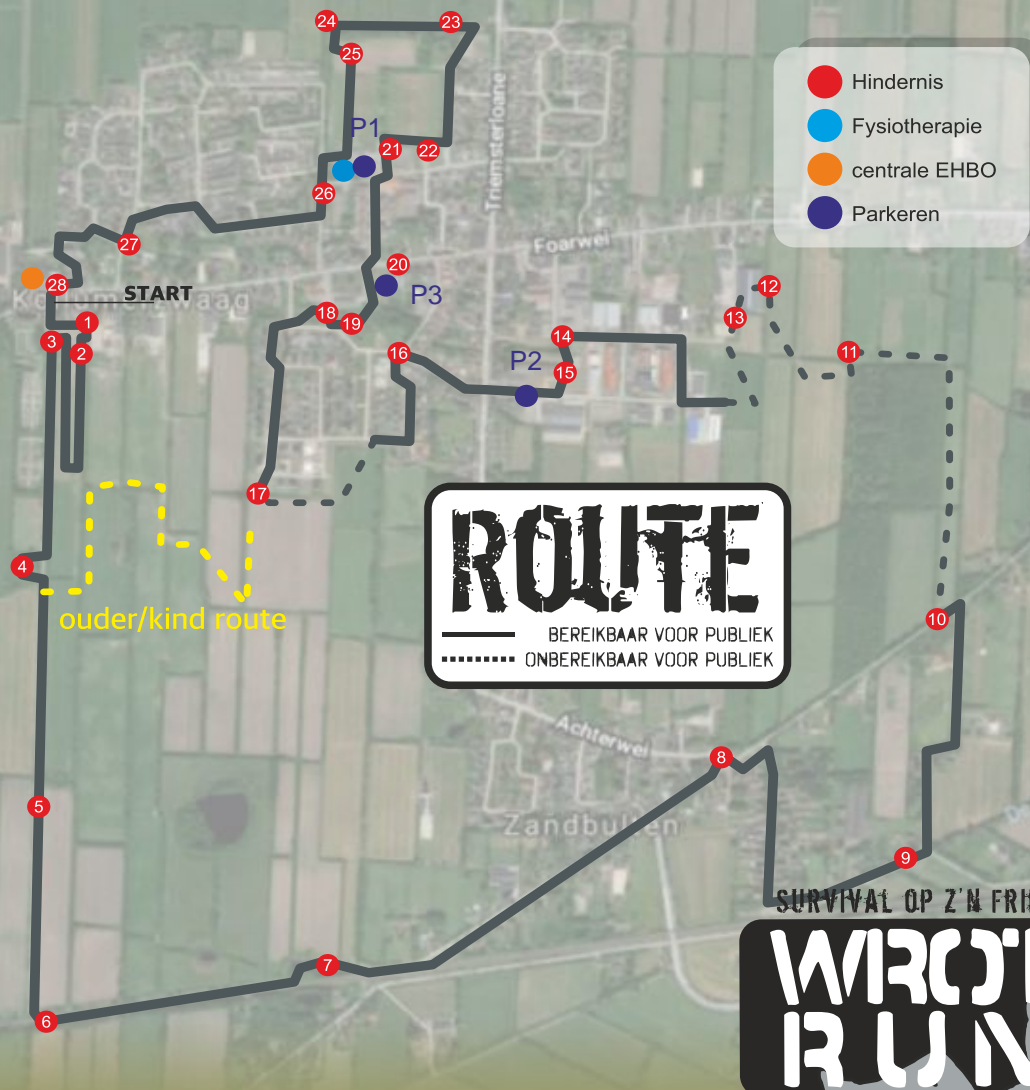 24
23
25
Hindernis
Fysiotherapie
centrale EHBO
Parkeren
P1
21
22
26
Triemsterloane
27
Foarwei
20
P3
28
START
12
13
1
18
19
3
2
16
14
11
P2
15
17
ROUTE
BEREIKBAAR VOOR PUBLIEK
ONBEREIKBAAR VOOR PUBLIEK
4
ouder/kind route
10
Achterwei
8
5
Zandbulten
9
7
6
SURVIVAL OP Z'N
WROT
RUN